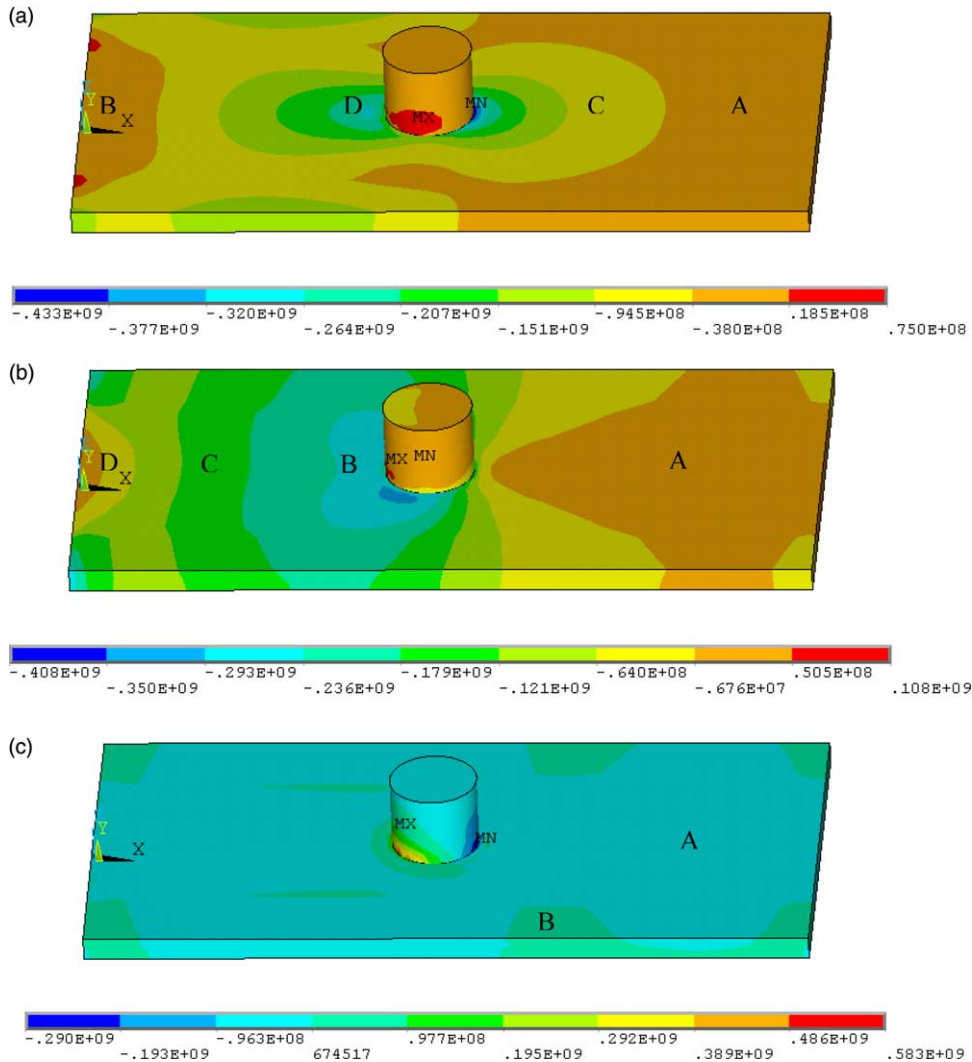 (a)
B D MX MN C A
Y
X
-.433E+09 -.320E+09 -.207E+09 -.945E+08 .185E+08
-.377E+09 -.264E+09 -.151E+09 -.380E+08 .750E+08
(b)
D C B MX MN A
Y
X
-.408E+09 -.293E+09 -.179E+09 -.640E+08 .505E+08
-.350E+09 -.236E+09 -.121E+09 -.676E+07 .108E+09
(c)
MX MN A
Y
X
B
-.290E+09 -.963E+08 .977E+08 .292E+09 .486E+09
-.193E+09 674517 .195E+09 .389E+09 .583E+09